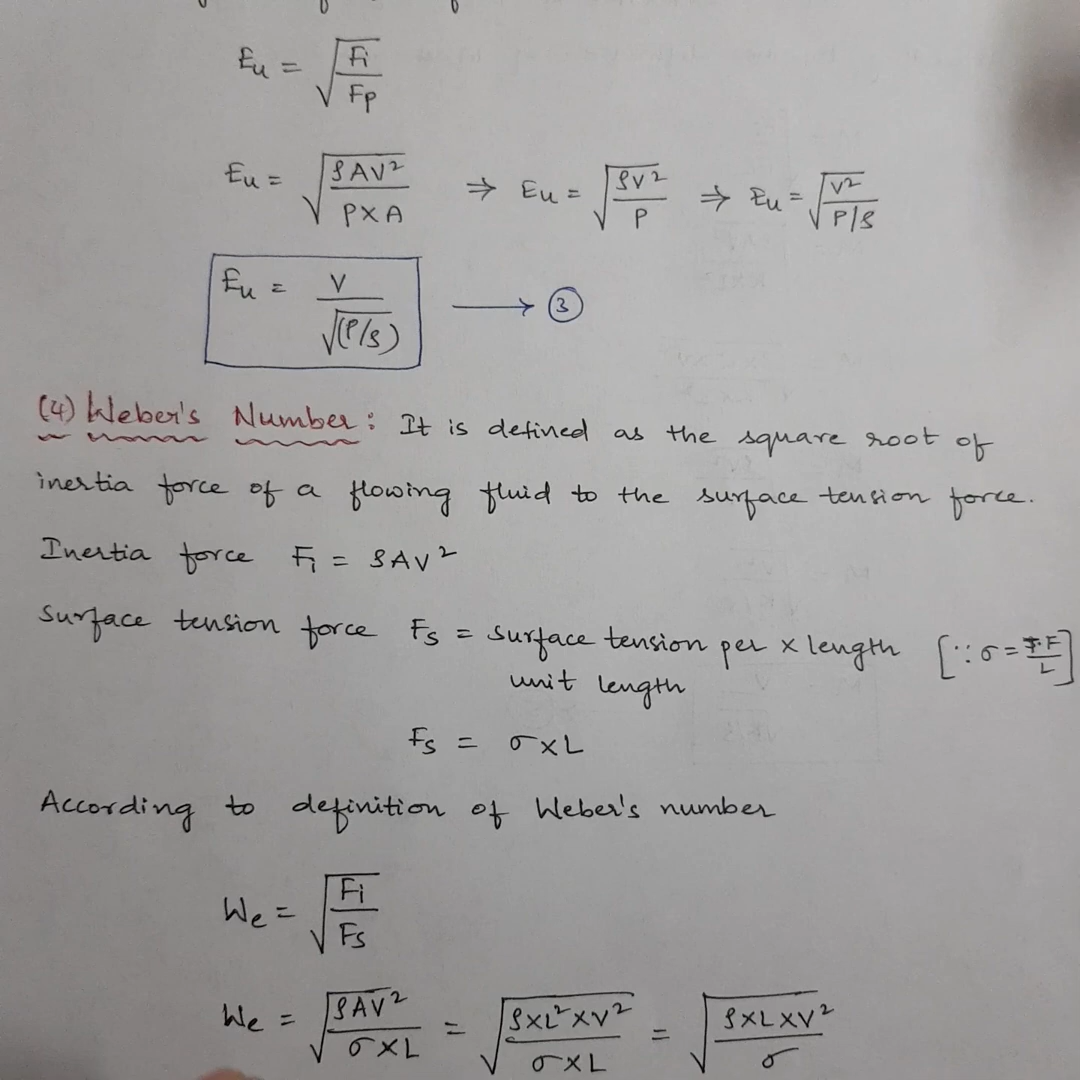 Eu = √(Fi/Fp)
Eu = √(ρAV²/(P×A)) ⇒ Eu = √(ρV²/P) ⇒ Eu = √(V²/(P/ρ))
Eu = V/√(P/ρ) → ③
(4) Weber's Number: It is defined as the square root of
inertia force of a flowing fluid to the surface tension force.
Inertia force Fi = ρAV²
Surface tension force Fs = surface tension per × length [∵ σ = F/L]
unit length
Fs = σ×L
According to definition of Weber's number
We = √(Fi/Fs)
We = √(ρAV²/(σ×L)) = √(ρ×L²×V²/(σ×L)) = √(ρ×L×V²/σ)